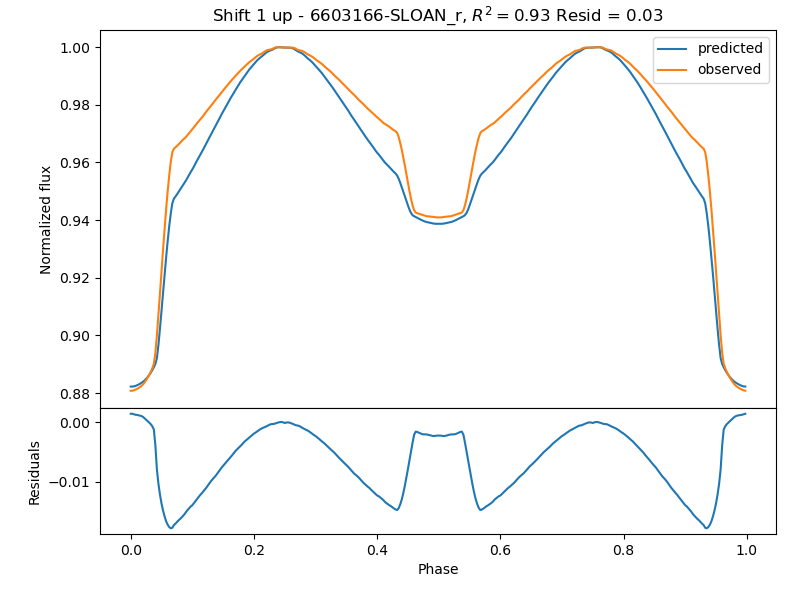 Shift 1 up - 6603166-SLOAN_r, R² = 0.93 Resid = 0.03
predicted
observed
Normalized flux
1.00
0.98
0.96
0.94
0.92
0.90
0.88
Residuals
0.00
−0.01
0.0 0.2 0.4 0.6 0.8 1.0
Phase